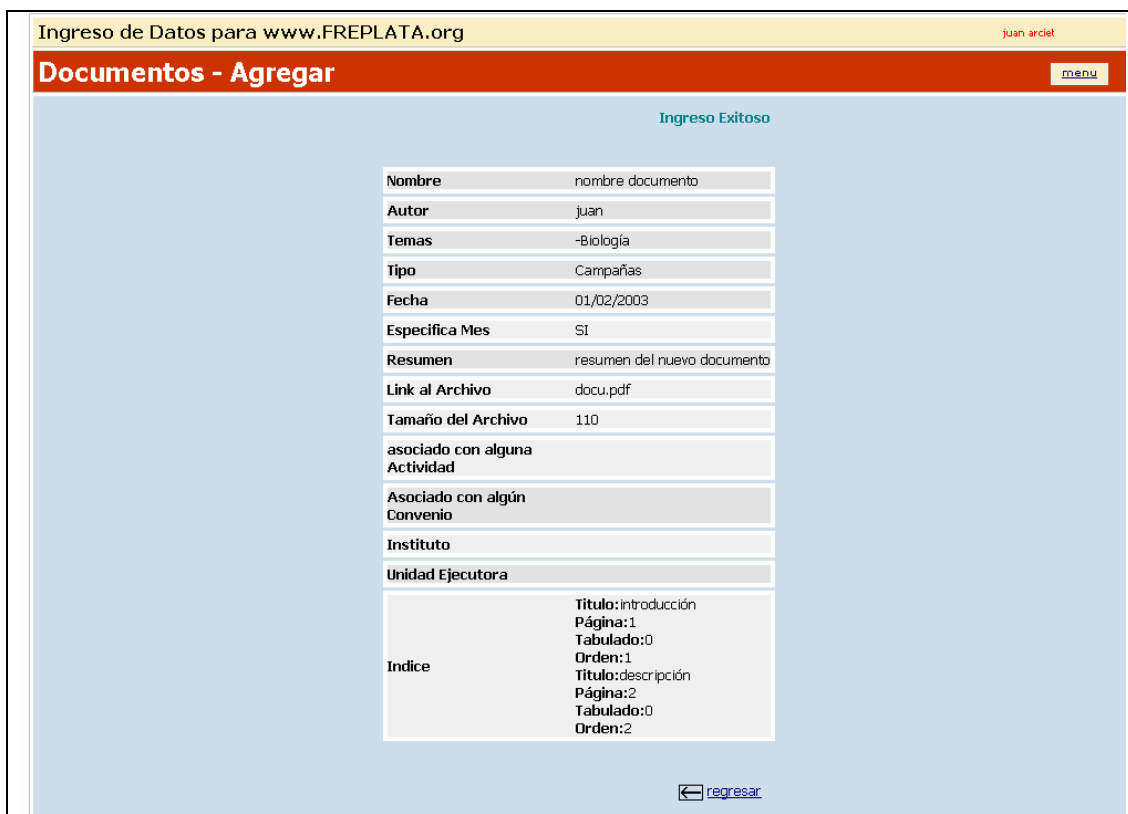 Ingreso de Datos para www.FREPLATA.org juan arciet
Documentos - Agregar menu
Ingreso Exitoso
Nombre nombre documento
Autor juan
Temas -Biología
Tipo Campañas
Fecha 01/02/2003
Especifica Mes SI
Resumen resumen del nuevo documento
Link al Archivo docu.pdf
Tamaño del Archivo 110
asociado con alguna
Actividad
Asociado con algún
Convenio
Instituto
Unidad Ejecutora
Indice
Titulo:introducción
Página:1
Tabulado:0
Orden:1
Titulo:descripción
Página:2
Tabulado:0
Orden:2
regresar